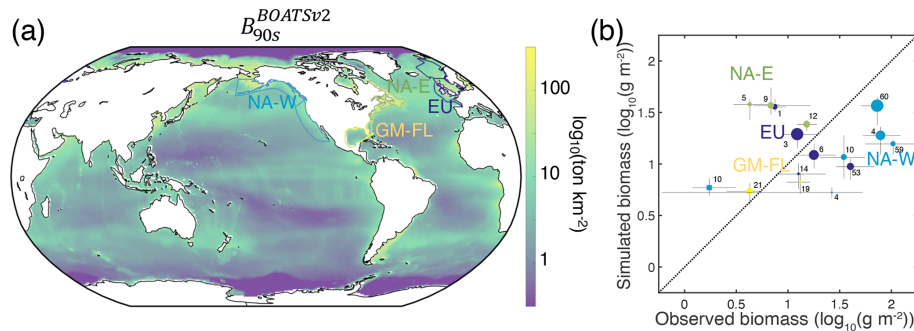 (a)
B_{90s}^{BOATSv2}
NA-E
NA-W
EU
GM-FL
100
10
1
log10(ton km-2)
(b)
2
1.5
1
0.5
0
Simulated biomass (log10(g m-2))
NA-E
5
9
1
12
60
EU
3
6
4
59
10
53
NA-W
GM-FL
14
10
21
19
4
0
0.5
1
1.5
2
Observed biomass (log10(g m-2))